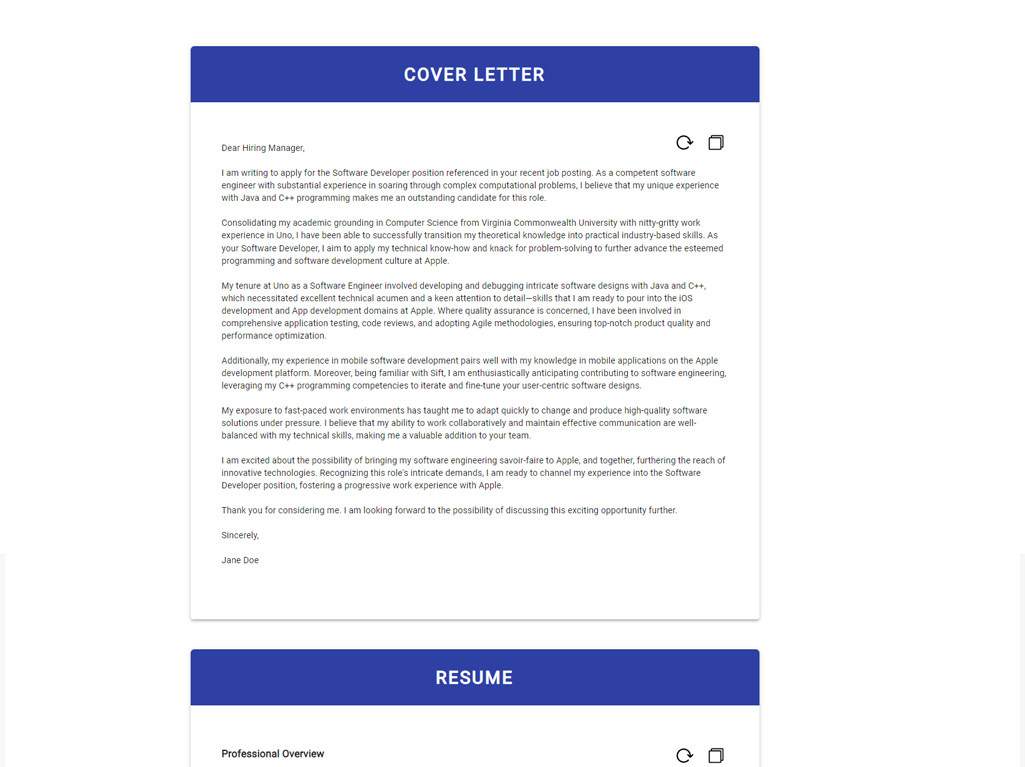 COVER LETTER
Dear Hiring Manager,
I am writing to apply for the Software Developer position referenced in your recent job posting. As a competent software
engineer with substantial experience in soaring through complex computational problems, I believe that my unique experience
with Java and C++ programming makes me an outstanding candidate for this role.
Consolidating my academic grounding in Computer Science from Virginia Commonwealth University with nitty-gritty work
experience in Uno, I have been able to successfully transition my theoretical knowledge into practical industry-based skills. As
your Software Developer, I aim to apply my technical know-how and knack for problem-solving to further advance the esteemed
programming and software development culture at Apple.
My tenure at Uno as a Software Engineer involved developing and debugging intricate software designs with Java and C++,
which necessitated excellent technical acumen and a keen attention to detail—skills that I am ready to pour into the iOS
development and App development domains at Apple. Where quality assurance is concerned, I have been involved in
comprehensive application testing, code reviews, and adopting Agile methodologies, ensuring top-notch product quality and
performance optimization.
Additionally, my experience in mobile software development pairs well with my knowledge in mobile applications on the Apple
development platform. Moreover, being familiar with Sift, I am enthusiastically anticipating contributing to software engineering,
leveraging my C++ programming competencies to iterate and fine-tune your user-centric software designs.
My exposure to fast-paced work environments has taught me to adapt quickly to change and produce high-quality software
solutions under pressure. I believe that my ability to work collaboratively and maintain effective communication are well-
balanced with my technical skills, making me a valuable addition to your team.
I am excited about the possibility of bringing my software engineering savoir-faire to Apple, and together, furthering the reach of
innovative technologies. Recognizing this role's intricate demands, I am ready to channel my experience into the Software
Developer position, fostering a progressive work experience with Apple.
Thank you for considering me. I am looking forward to the possibility of discussing this exciting opportunity further.
Sincerely,
Jane Doe
RESUME
Professional Overview